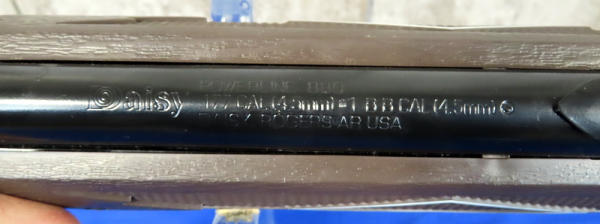 Daisy
POWERLINE 880
.177 CAL (4.5mm) • 1 B B CAL (4.5mm)
DAISY, ROGERS AR USA